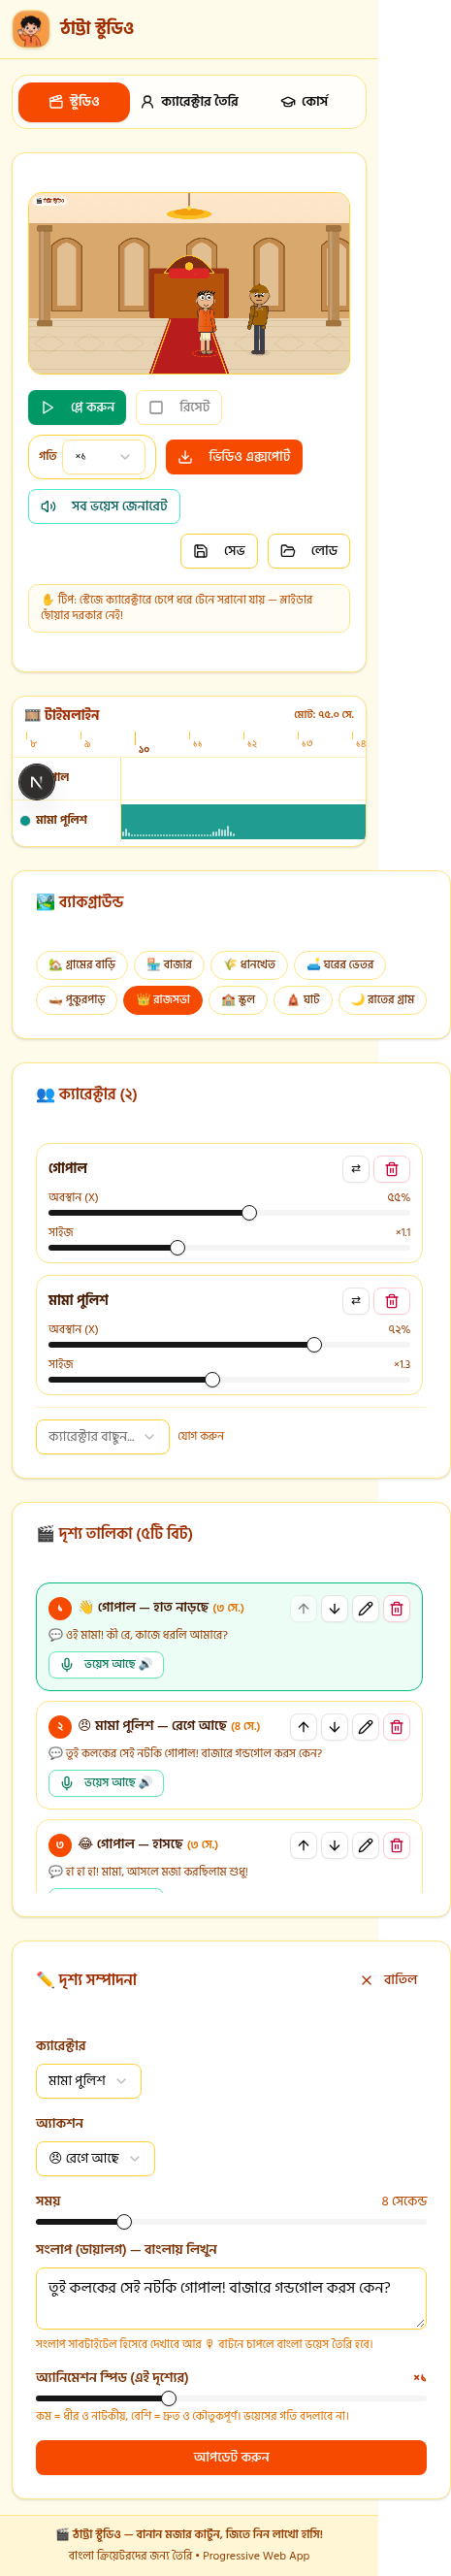 ঠাট্টা স্টুডিও
স্টুডিও
ক্যারেক্টার তৈরি
কোর্স
প্লে করুন
রিসেট
গতি
×১
ভিডিও এক্সপোর্ট
সব ভয়েস জেনারেট
সেভ
লোড
✋ টিপ: স্টেজে ক্যারেক্টারে চেপে ধরে টেনে সরানো যায় — স্লাইডার
ছোঁয়ার দরকার নেই!
🎞️ টাইমলাইন
মোট: ৭৫.০ সে.
৮ ৯ ১০ ১১ ১২ ১৩ ১৪
N
পাল
মামা পুলিশ
🏞️ ব্যাকগ্রাউন্ড
🏡 গ্রামের বাড়ি
🏪 বাজার
🌾 ধানখেত
🛋️ ঘরের ভেতর
🛶 পুকুরপাড়
👑 রাজসভা
🏫 স্কুল
🛕 ঘাট
🌙 রাতের গ্রাম
👥 ক্যারেক্টার (২)
গোপাল
⇄
অবস্থান (X)
৫৫%
সাইজ
×1.1
মামা পুলিশ
⇄
অবস্থান (X)
৭২%
সাইজ
×1.3
ক্যারেক্টার বাছুন...
যোগ করুন
🎬 দৃশ্য তালিকা (৫টি বিট)
১ 👋 গোপাল — হাত নাড়ছে (৩ সে.)
💬 ওই মামা! কী রে, কাজে ধরলি আমারে?
ভয়েস আছে 🔊
২ 😠 মামা পুলিশ — রেগে আছে (৪ সে.)
💬 তুই কলকের সেই নটকি গোপাল! বাজারে গন্ডগোল করস কেন?
ভয়েস আছে 🔊
৩ 😂 গোপাল — হাসছে (৩ সে.)
💬 হা হা হা! মামা, আসলে মজা করছিলাম শুধু!
✏️ দৃশ্য সম্পাদনা
বাতিল
ক্যারেক্টার
মামা পুলিশ
অ্যাকশন
😠 রেগে আছে
সময়
৪ সেকেন্ড
সংলাপ (ডায়ালগ) — বাংলায় লিখুন
তুই কলকের সেই নটকি গোপাল! বাজারে গন্ডগোল করস কেন?
সংলাপ সাবটাইটেল হিসেবে দেখাবে আর 🎙 বাটনে চাপলে বাংলা ভয়েস তৈরি হবে।
অ্যানিমেশন স্পিড (এই দৃশ্যের)
×১
কম = ধীর ও নাটকীয়, বেশি = দ্রুত ও কৌতুকপূর্ণ। ভয়েসের গতি বদলাবে না।
আপডেট করুন
🎬 ঠাট্টা স্টুডিও — বানান মজার কার্টুন, জিতে নিন লাখো হাসি!
বাংলা ক্রিয়েটরদের জন্য তৈরি • Progressive Web App